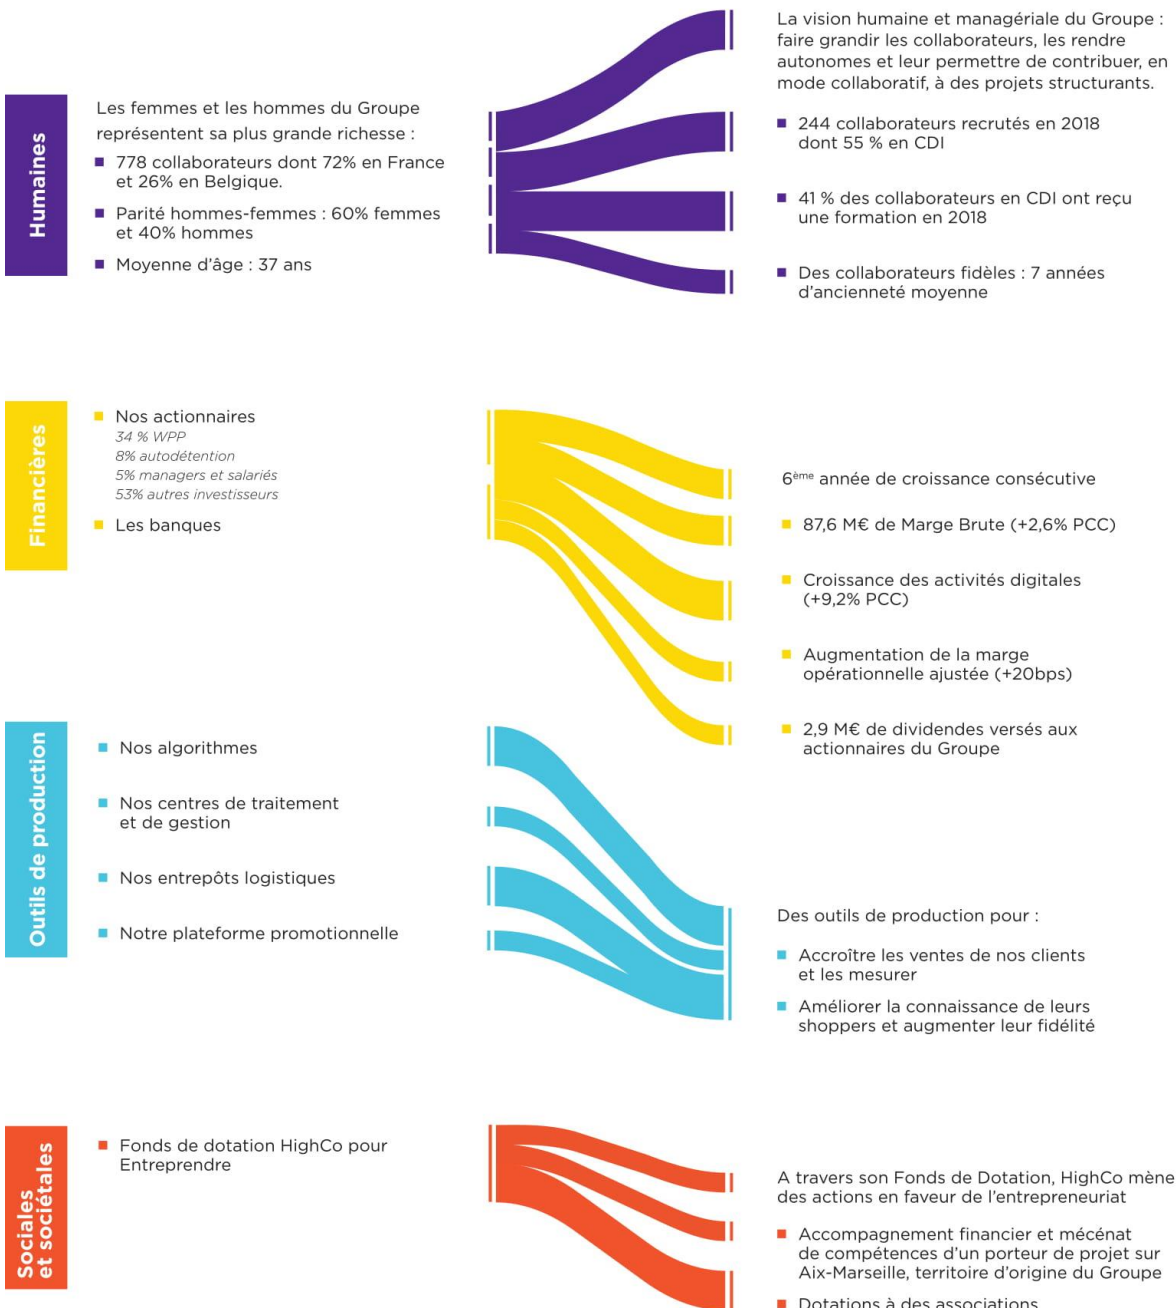 Humaines
Les femmes et les hommes du Groupe
représentent sa plus grande richesse :
778 collaborateurs dont 72% en France
et 26% en Belgique.
Parité hommes-femmes : 60% femmes
et 40% hommes
Moyenne d'âge : 37 ans
La vision humaine et managériale du Groupe :
faire grandir les collaborateurs, les rendre
autonomes et leur permettre de contribuer, en
mode collaboratif, à des projets structurants.
244 collaborateurs recrutés en 2018
dont 55 % en CDI
41 % des collaborateurs en CDI ont reçu
une formation en 2018
Des collaborateurs fidèles : 7 années
d'ancienneté moyenne
Financières
Nos actionnaires
34 % WPP
8% autodétention
5% managers et salariés
53% autres investisseurs
Les banques
6ème année de croissance consécutive
87,6 M€ de Marge Brute (+2,6% PCC)
Croissance des activités digitales
(+9,2% PCC)
Augmentation de la marge
opérationnelle ajustée (+20bps)
2,9 M€ de dividendes versés aux
actionnaires du Groupe
Outils de production
Nos algorithmes
Nos centres de traitement
et de gestion
Nos entrepôts logistiques
Notre plateforme promotionnelle
Des outils de production pour :
Accroître les ventes de nos clients
et les mesurer
Améliorer la connaissance de leurs
shoppers et augmenter leur fidélité
Sociales
et sociétales
Fonds de dotation HighCo pour
Entreprendre
A travers son Fonds de Dotation, HighCo mène
des actions en faveur de l'entrepreneuriat
Accompagnement financier et mécénat
de compétences d'un porteur de projet sur
Aix-Marseille, territoire d'origine du Groupe
Dotations à des associations